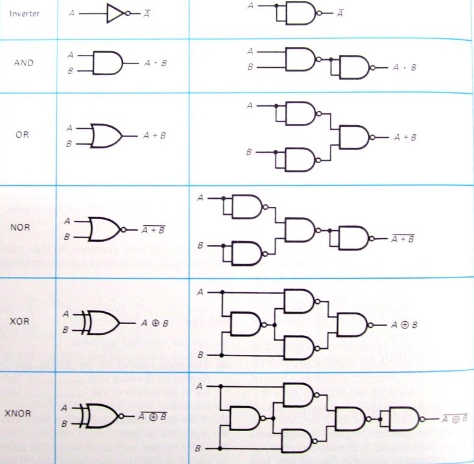 Inverter A A̅ A A̅
AND A B A · B A B A · B
OR A B A + B A B A + B
NOR A B A̅ ̅+̅ ̅B̅ A B A̅ ̅+̅ ̅B̅
XOR A B A ⊕ B A B A ⊕ B
XNOR A B A̅ ̅⊕̅ ̅B̅ A B A̅ ̅⊕̅ ̅B̅